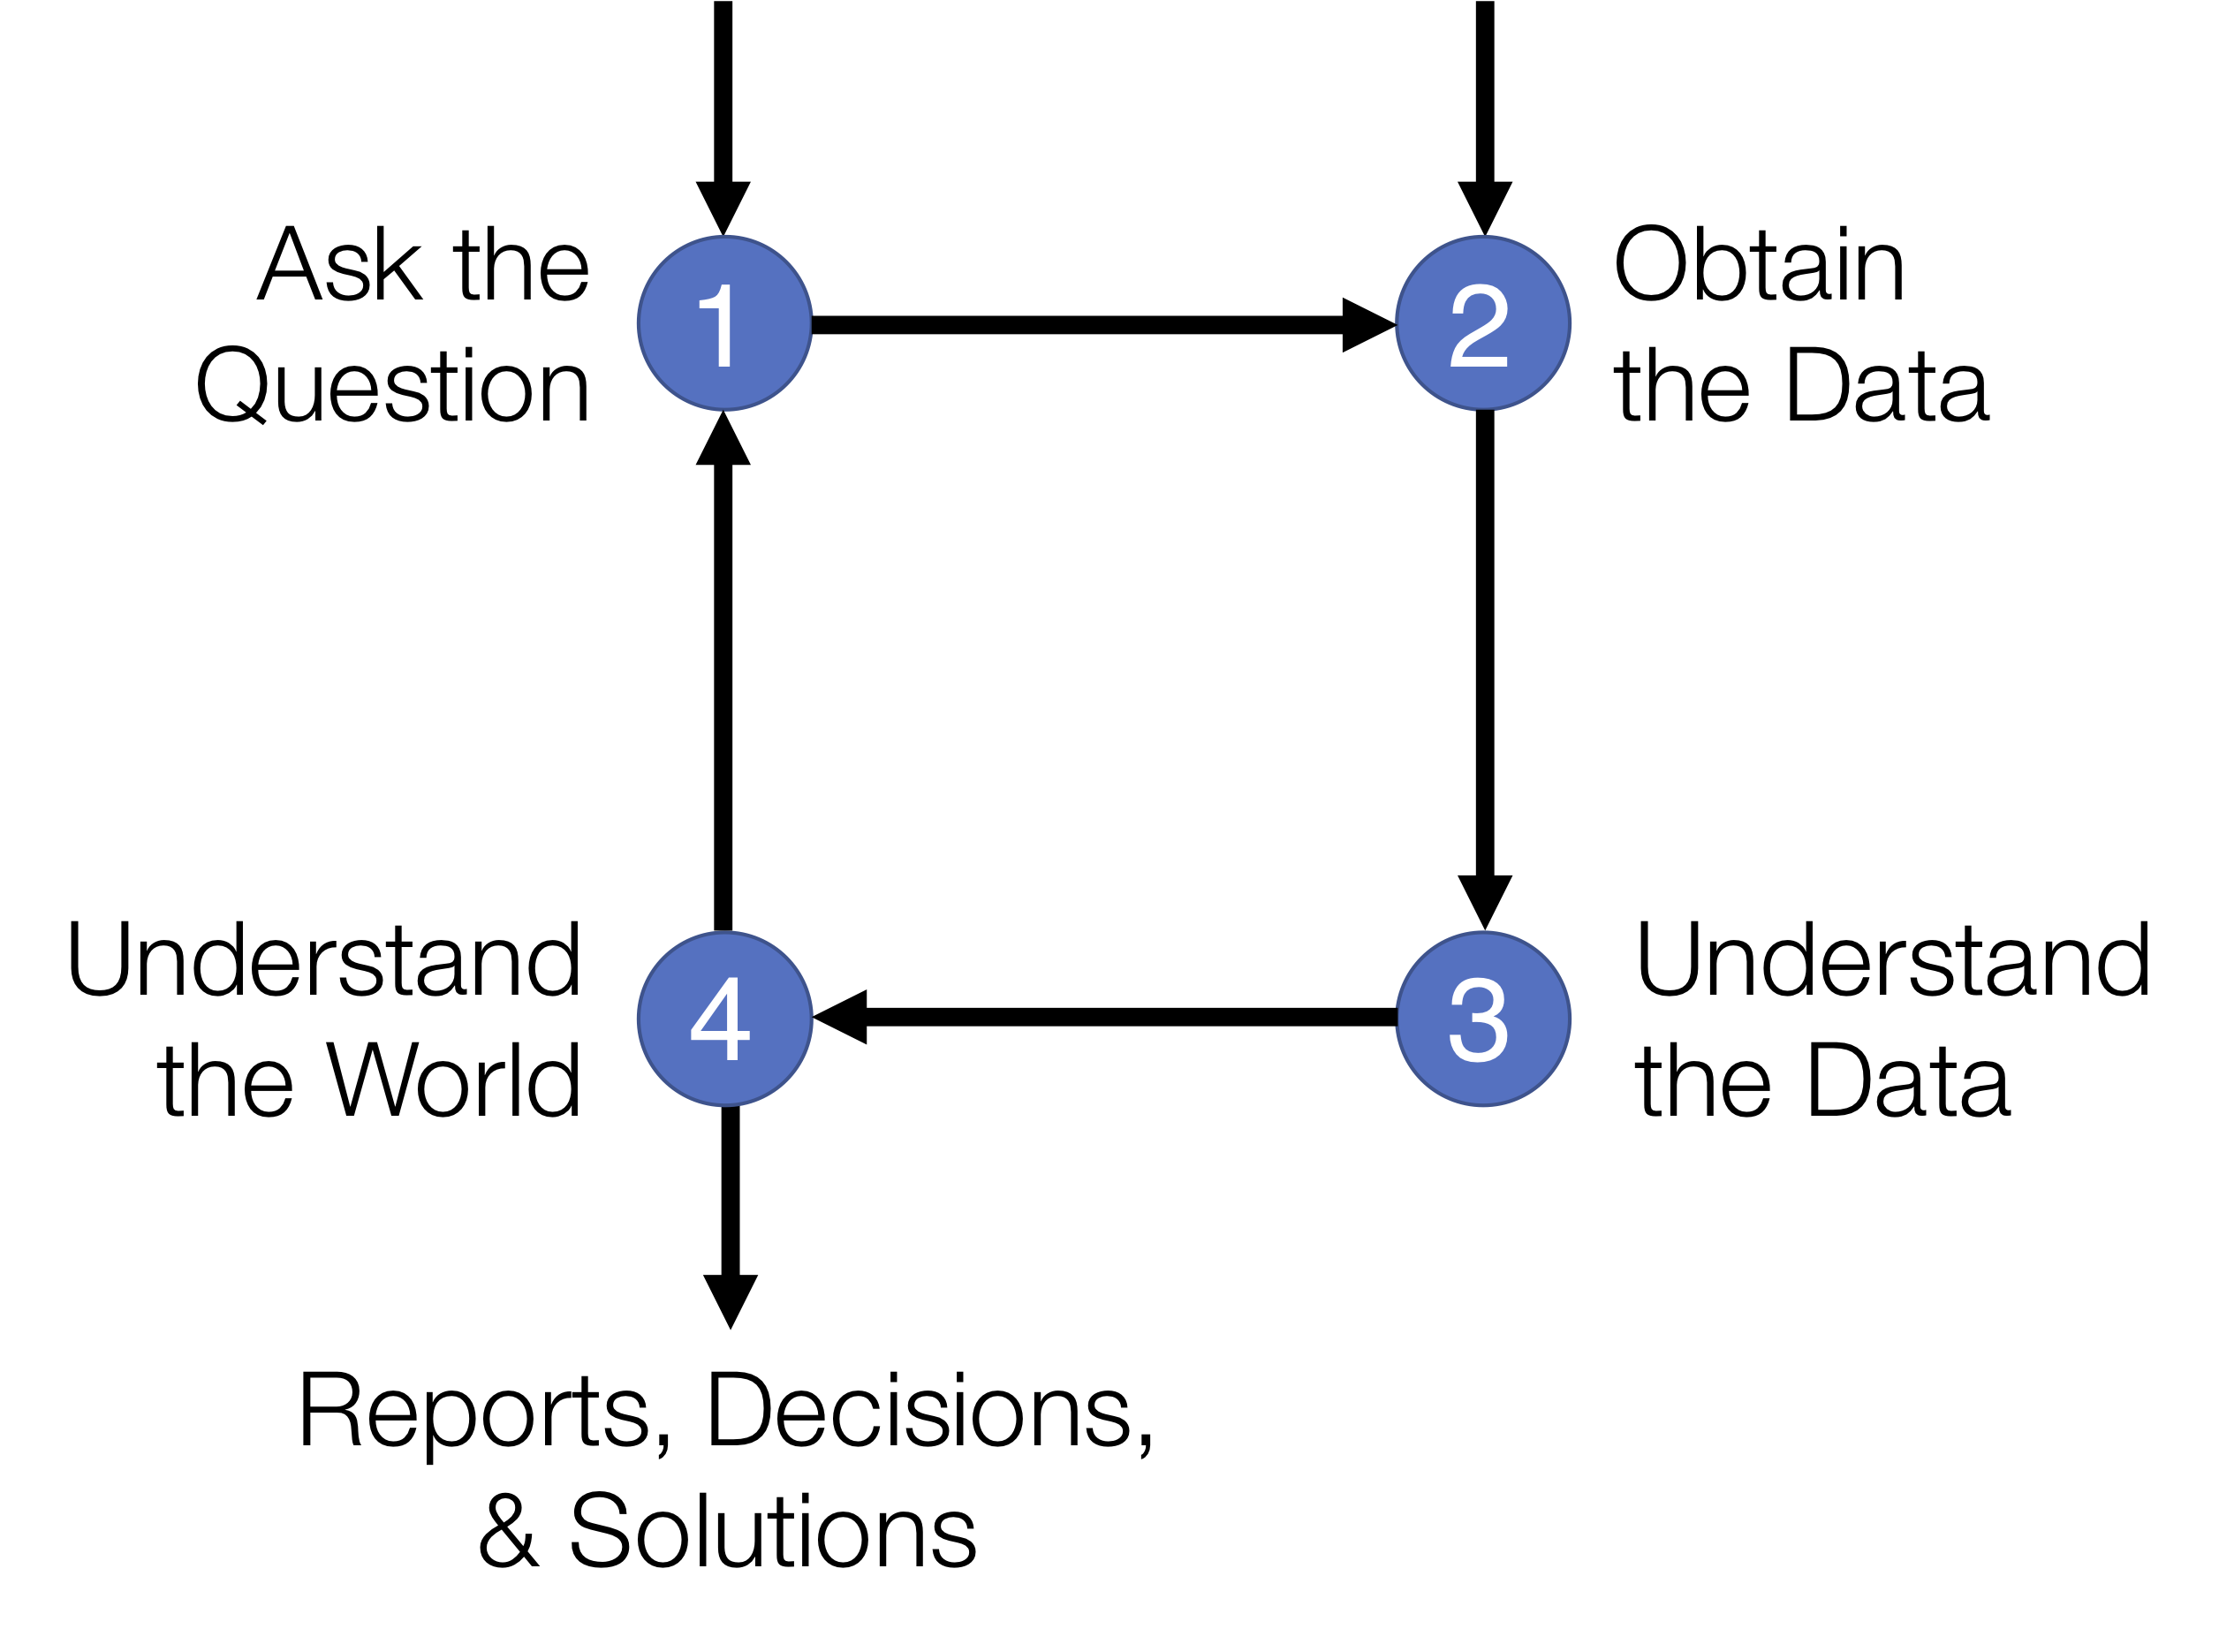 Ask the
Question
1
2
Obtain
the Data
Understand
the World
4
3
Understand
the Data
Reports, Decisions,
& Solutions